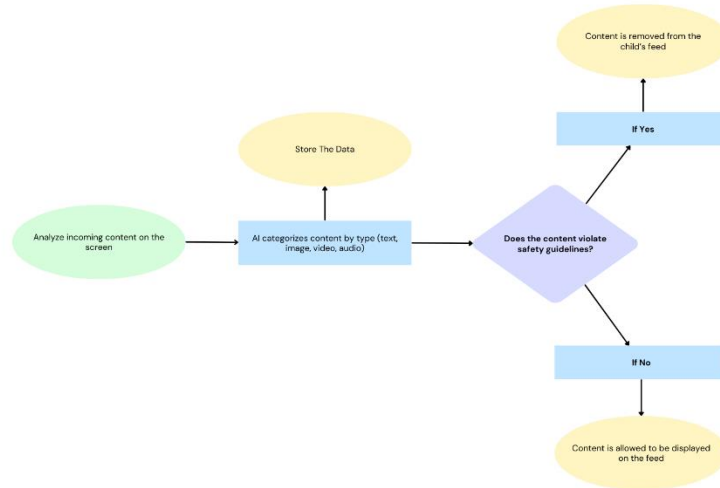 Content is removed from the
child's feed
If Yes
Store The Data
Analyze incoming content on the
screen
AI categorizes content by type (text,
image, video, audio)
Does the content violate
safety guidelines?
If No
Content is allowed to be displayed
on the feed